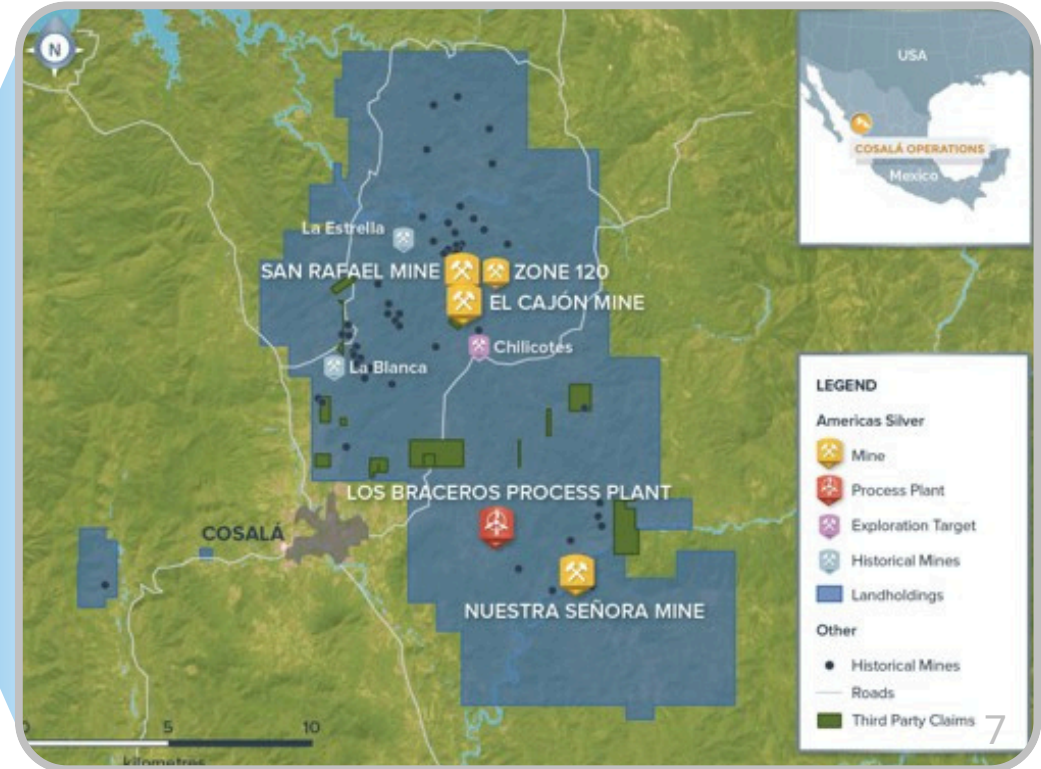 N
USA
COSALÁ OPERATIONS
Mexico
La Estrella
SAN RAFAEL MINE
ZONE 120
EL CAJÓN MINE
Chilicotes
La Blanca
LOS BRACEROS PROCESS PLANT
COSALÁ
NUESTRA SEÑORA MINE
LEGEND
Americas Silver
Mine
Process Plant
Exploration Target
Historical Mines
Landholdings
Other
Historical Mines
Roads
Third Party Claims
7
0 5 10
kilometres